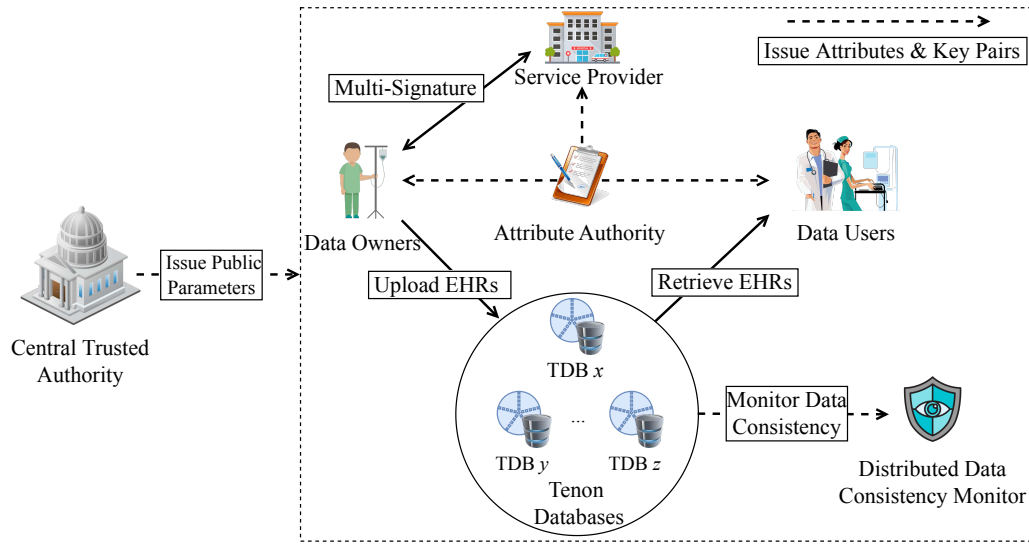 Issue Attributes & Key Pairs
Service Provider
Multi-Signature
Data Owners
Attribute Authority
Data Users
Issue Public
Parameters
Central Trusted
Authority
Upload EHRs
Retrieve EHRs
TDB x
TDB y
...
TDB z
Tenon
Databases
Monitor Data
Consistency
Distributed Data
Consistency Monitor